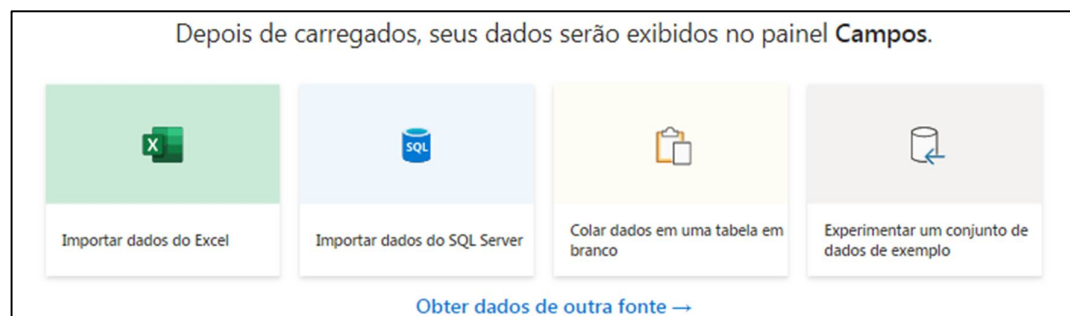 Depois de carregados, seus dados serão exibidos no painel Campos.
X
SQL
Importar dados do Excel
Importar dados do SQL Server
Colar dados em uma tabela em
branco
Experimentar um conjunto de
dados de exemplo
Obter dados de outra fonte →